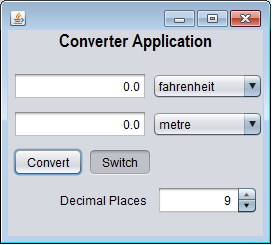 Converter Application
0.0 fahrenheit
0.0 metre
Convert Switch
Decimal Places 9